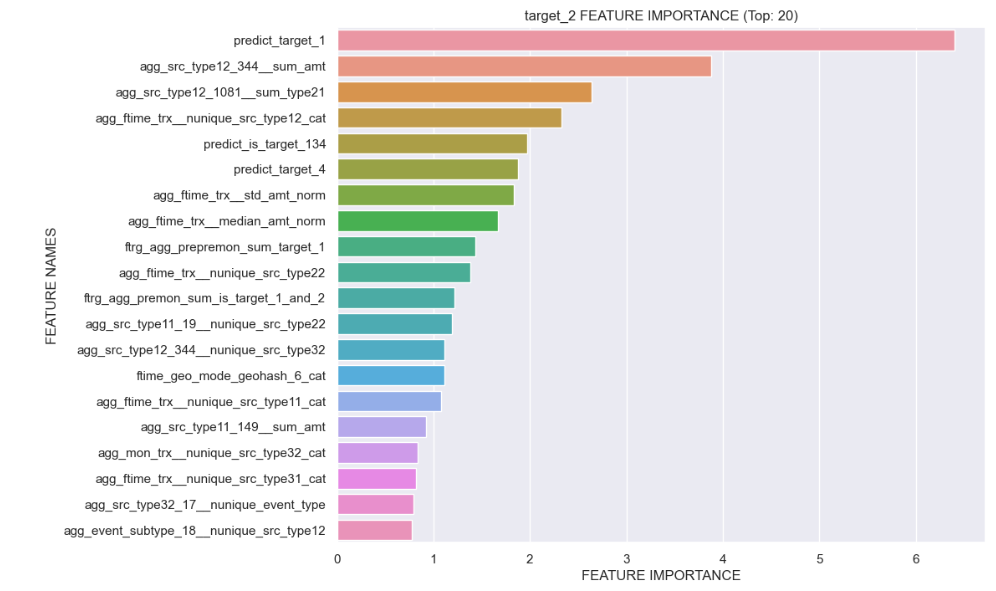 target_2 FEATURE IMPORTANCE (Top: 20)
predict_target_1
agg_src_type12_344__sum_amt
agg_src_type12_1081__sum_type21
agg_ftime_trx__nunique_src_type12_cat
predict_is_target_134
predict_target_4
agg_ftime_trx__std_amt_norm
agg_ftime_trx__median_amt_norm
ftrg_agg_prepremon_sum_target_1
agg_ftime_trx__nunique_src_type22
ftrg_agg_premon_sum_is_target_1_and_2
agg_src_type11_19__nunique_src_type22
agg_src_type12_344__nunique_src_type32
ftime_geo_mode_geohash_6_cat
agg_ftime_trx__nunique_src_type11_cat
agg_src_type11_149__sum_amt
agg_mon_trx__nunique_src_type32_cat
agg_ftime_trx__nunique_src_type31_cat
agg_src_type32_17__nunique_event_type
agg_event_subtype_18__nunique_src_type12
FEATURE NAMES
0 1 2 3 4 5 6
FEATURE IMPORTANCE